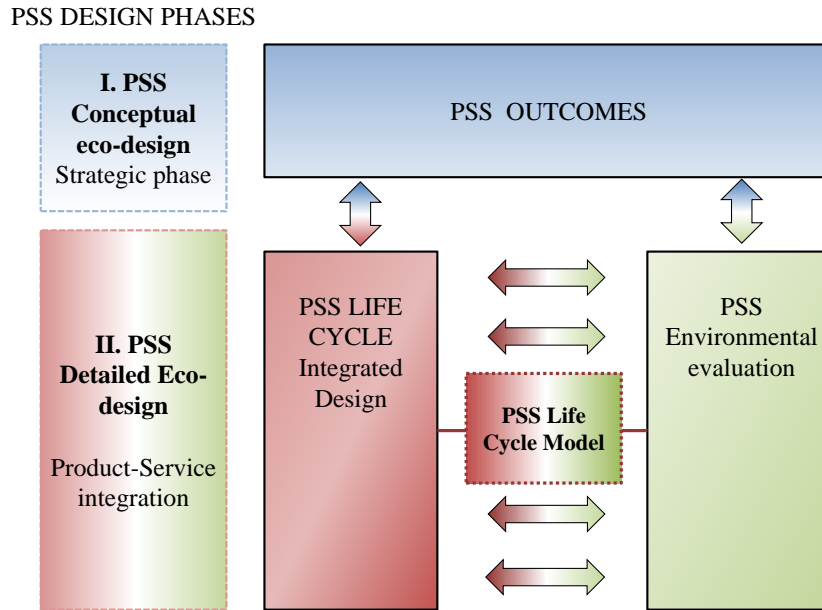 PSS DESIGN PHASES
I. PSS
Conceptual
eco-design
Strategic phase
PSS OUTCOMES
II. PSS
Detailed Eco-
design
Product-Service
integration
PSS LIFE
CYCLE
Integrated
Design
PSS Life
Cycle Model
PSS
Environmental
evaluation